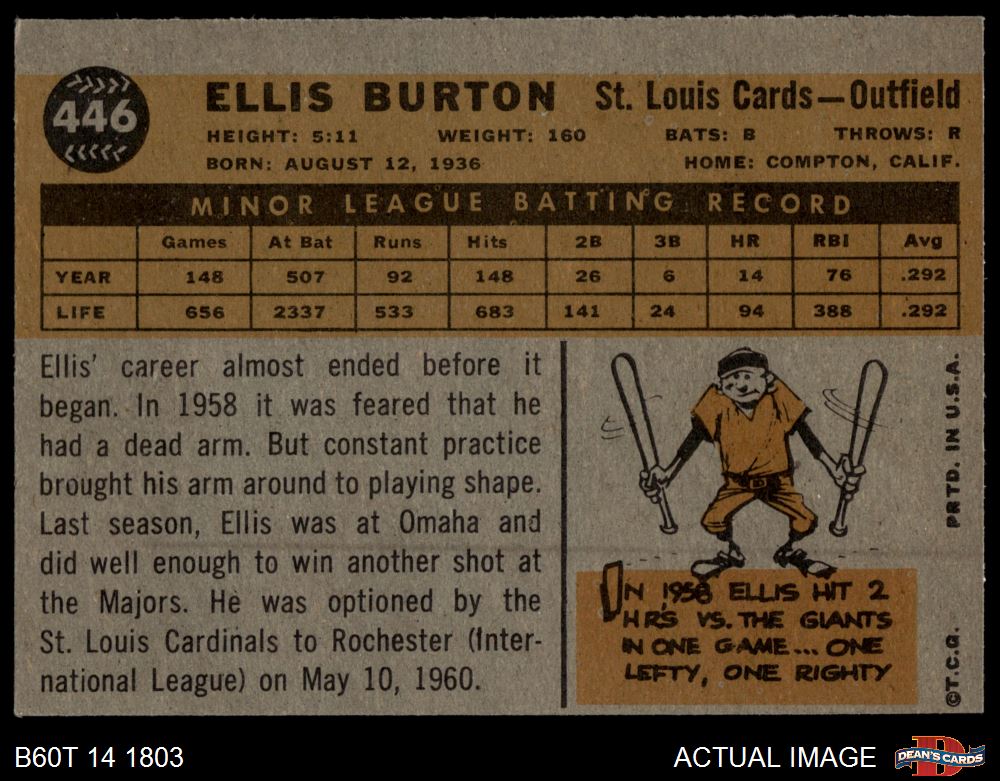 446
ELLIS BURTON St. Louis Cards—Outfield
HEIGHT: 5:11 WEIGHT: 160 BATS: B THROWS: R
BORN: AUGUST 12, 1936 HOME: COMPTON, CALIF.
MINOR LEAGUE BATTING RECORD
Games At Bat Runs Hits 2B 3B HR RBI Avg
YEAR 148 507 92 148 26 6 14 76 .292
LIFE 656 2337 533 683 141 24 94 388 .292
Ellis' career almost ended before it
began. In 1958 it was feared that he
had a dead arm. But constant practice
brought his arm around to playing shape.
Last season, Ellis was at Omaha and
did well enough to win another shot at
the Majors. He was optioned by the
St. Louis Cardinals to Rochester (Inter-
national League) on May 10, 1960.
IN 1958 ELLIS HIT 2
HRS VS. THE GIANTS
IN ONE GAME... ONE
LEFTY, ONE RIGHTY
©T.C.G. PRTD. IN U.S.A.
B60T 14 1803 ACTUAL IMAGE
D
DEAN'S CARDS